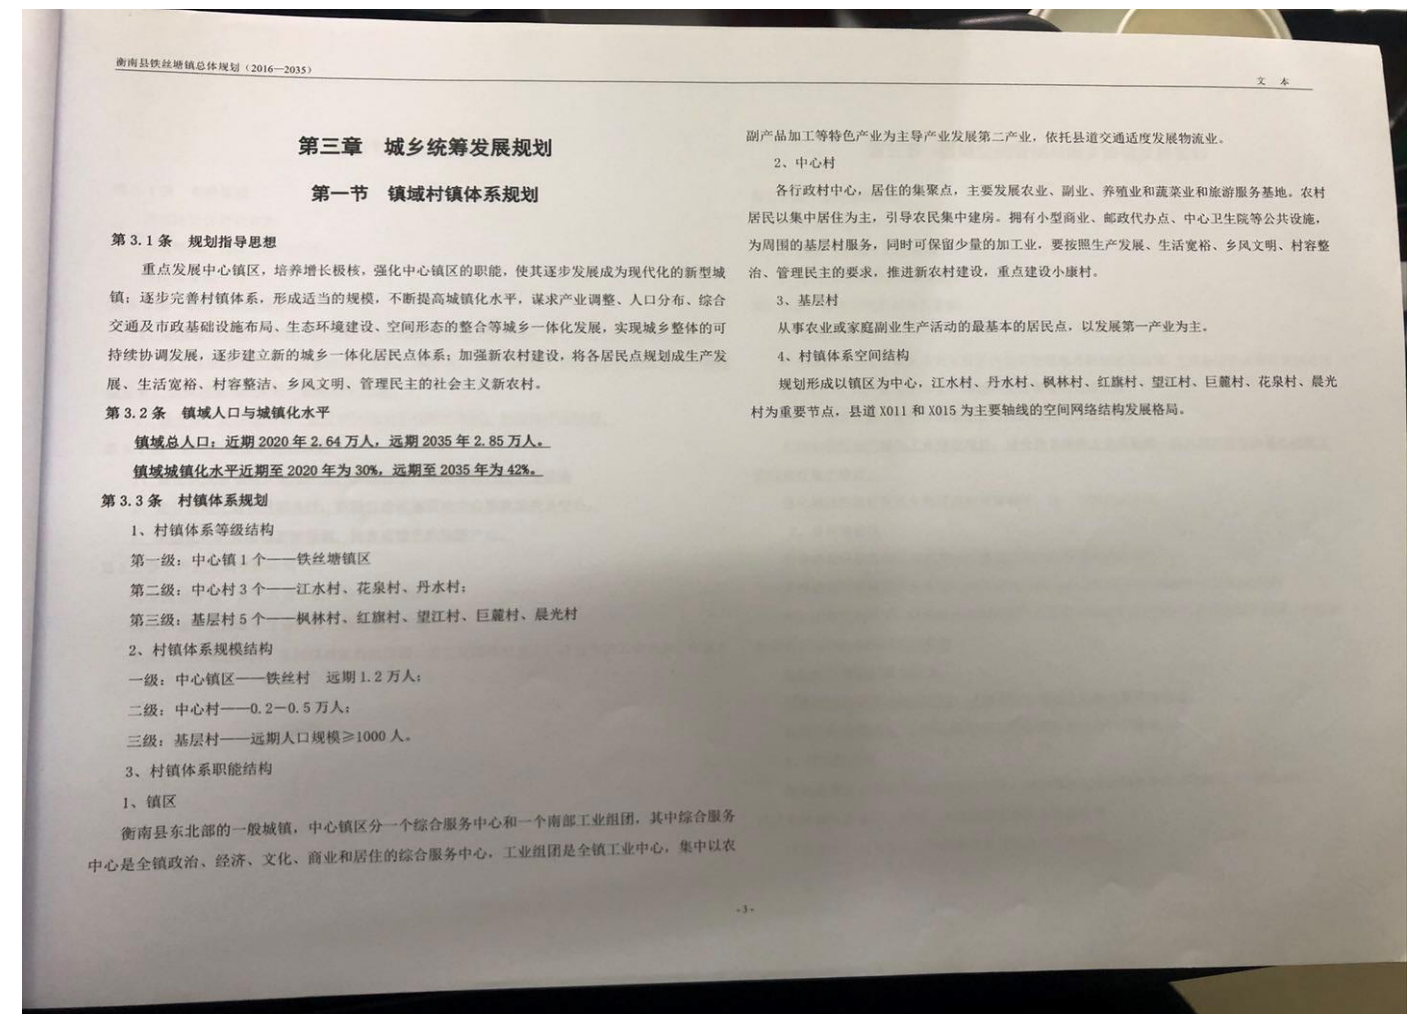 衡南县铁丝塘镇总体规划（2016—2035）
文 本
第三章 城乡统筹发展规划
第一节 镇域村镇体系规划
第 3.1 条 规划指导思想
重点发展中心镇区，培养增长极核，强化中心镇区的职能，使其逐步发展成为现代化的新型城
镇；逐步完善村镇体系，形成适当的规模，不断提高城镇化水平，谋求产业调整、人口分布、综合
交通及市政基础设施布局、生态环境建设、空间形态的整合等城乡一体化发展，实现城乡整体的可
持续协调发展，逐步建立新的城乡一体化居民点体系；加强新农村建设，将各居民点规划成生产发
展、生活宽裕、村容整洁、乡风文明、管理民主的社会主义新农村。
第 3.2 条 镇域人口与城镇化水平
镇域总人口：近期 2020 年 2.64 万人，远期 2035 年 2.85 万人。
镇域城镇化水平近期至 2020 年为 30%，远期至 2035 年为 42%。
第 3.3 条 村镇体系规划
1、村镇体系等级结构
第一级：中心镇 1 个——铁丝塘镇区
第二级：中心村 3 个——江水村、花泉村、丹水村；
第三级：基层村 5 个——枫林村、红旗村、望江村、巨麓村、晨光村
2、村镇体系规模结构
一级：中心镇区——铁丝村 远期 1.2 万人；
二级：中心村——0.2—0.5 万人；
三级：基层村——远期人口规模≥1000 人。
3、村镇体系职能结构
1、镇区
衡南县东北部的一般城镇，中心镇区分一个综合服务中心和一个南部工业组团，其中综合服务
中心是全镇政治、经济、文化、商业和居住的综合服务中心，工业组团是全镇工业中心，集中以农
副产品加工等特色产业为主导产业发展第二产业，依托县道交通适度发展物流业。
2、中心村
各行政村中心，居住的集聚点，主要发展农业、副业、养殖业和蔬菜业和旅游服务基地。农村
居民以集中居住为主，引导农民集中建房。拥有小型商业、邮政代办点、中心卫生院等公共设施，
为周围的基层村服务，同时可保留少量的加工业，要按照生产发展、生活宽裕、乡风文明、村容整
治、管理民主的要求，推进新农村建设，重点建设小康村。
3、基层村
从事农业或家庭副业生产活动的最基本的居民点，以发展第一产业为主。
4、村镇体系空间结构
规划形成以镇区为中心，江水村、丹水村、枫林村、红旗村、望江村、巨麓村、花泉村、晨光
村为重要节点，县道 X011 和 X015 为主要轴线的空间网络结构发展格局。
-3-